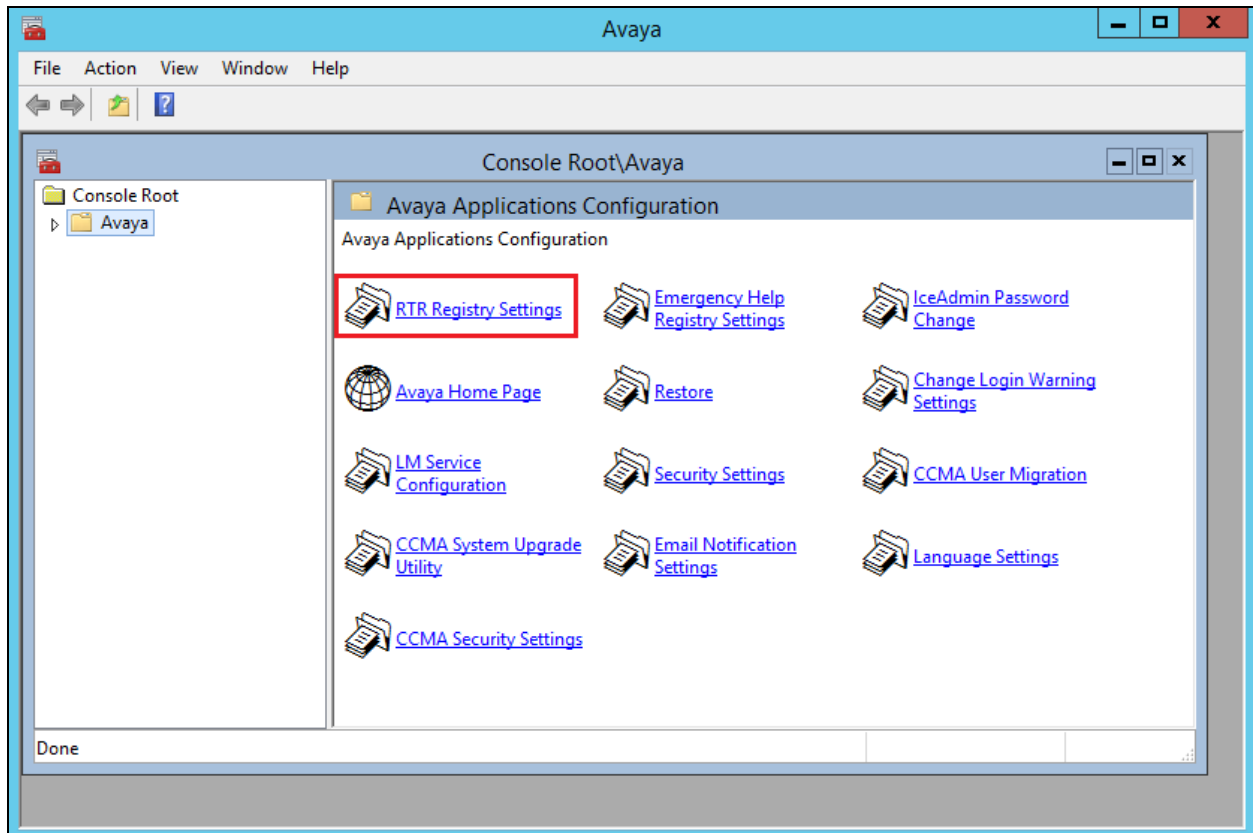 Avaya
File Action View Window Help
Console Root\Avaya
Console Root
Avaya
Avaya Applications Configuration
Avaya Applications Configuration
RTR Registry Settings
Emergency Help
Registry Settings
IceAdmin Password
Change
Avaya Home Page
Restore
Change Login Warning
Settings
LM Service
Configuration
Security Settings
CCMA User Migration
CCMA System Upgrade
Utility
Email Notification
Settings
Language Settings
CCMA Security Settings
Done